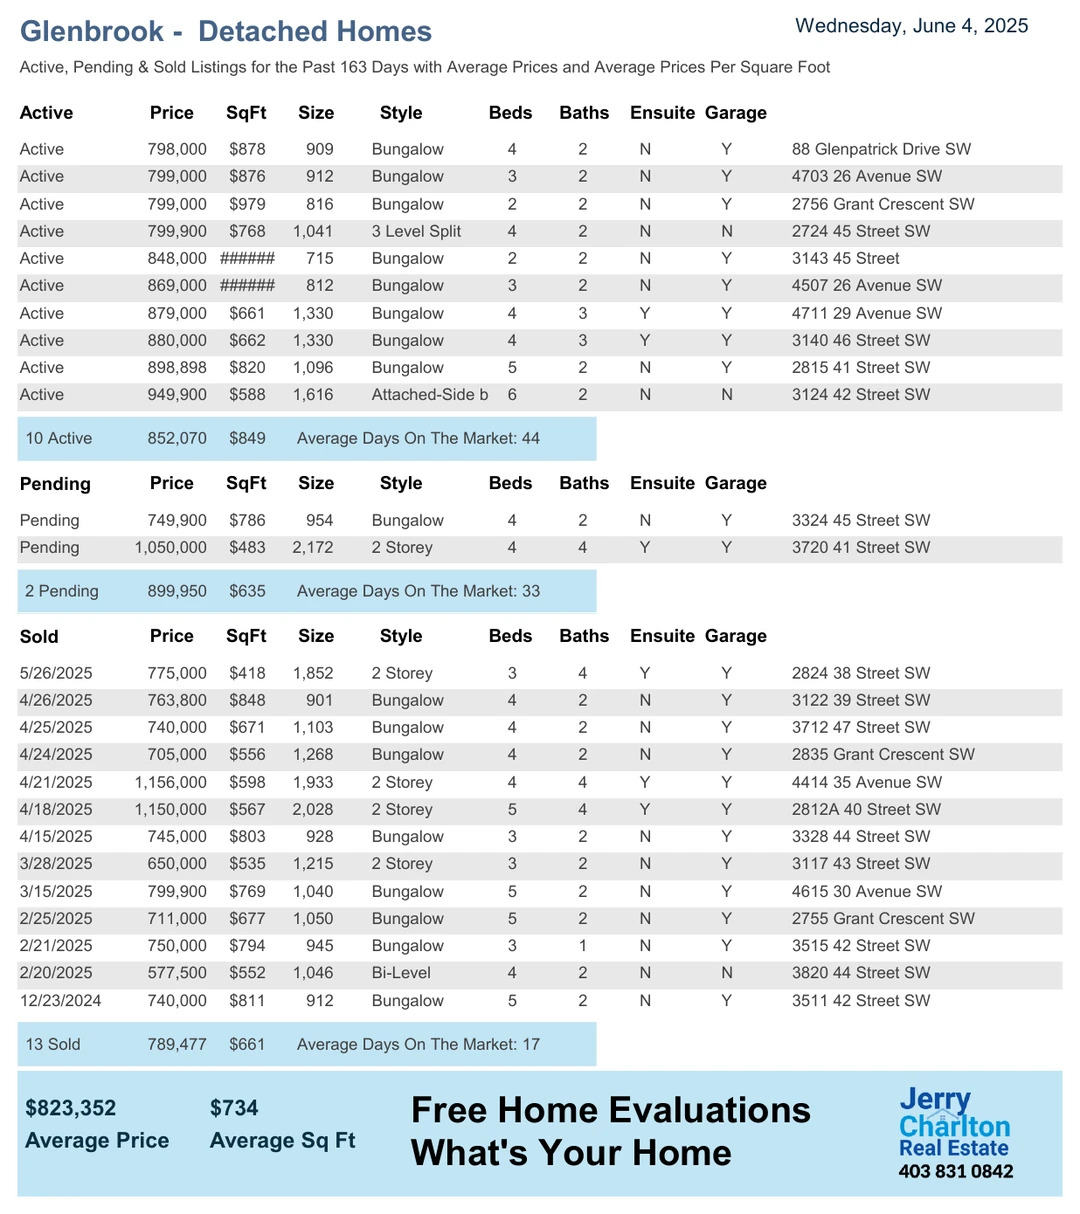 Glenbrook - Detached Homes
Wednesday, June 4, 2025
Active, Pending & Sold Listings for the Past 163 Days with Average Prices and Average Prices Per Square Foot
Active Price SqFt Size Style Beds Baths Ensuite Garage
Active 798,000 $878 909 Bungalow 4 2 N Y 88 Glenpatrick Drive SW
Active 799,000 $876 912 Bungalow 3 2 N Y 4703 26 Avenue SW
Active 799,000 $979 816 Bungalow 2 2 N Y 2756 Grant Crescent SW
Active 799,900 $768 1,041 3 Level Split 4 2 N N 2724 45 Street SW
Active 848,000 ###### 715 Bungalow 2 2 N Y 3143 45 Street
Active 869,000 ###### 812 Bungalow 3 2 N Y 4507 26 Avenue SW
Active 879,000 $661 1,330 Bungalow 4 3 Y Y 4711 29 Avenue SW
Active 880,000 $662 1,330 Bungalow 4 3 Y Y 3140 46 Street SW
Active 898,898 $820 1,096 Bungalow 5 2 N Y 2815 41 Street SW
Active 949,900 $588 1,616 Attached-Side b 6 2 N N 3124 42 Street SW
10 Active 852,070 $849 Average Days On The Market: 44
Pending Price SqFt Size Style Beds Baths Ensuite Garage
Pending 749,900 $786 954 Bungalow 4 2 N Y 3324 45 Street SW
Pending 1,050,000 $483 2,172 2 Storey 4 4 Y Y 3720 41 Street SW
2 Pending 899,950 $635 Average Days On The Market: 33
Sold Price SqFt Size Style Beds Baths Ensuite Garage
5/26/2025 775,000 $418 1,852 2 Storey 3 4 Y Y 2824 38 Street SW
4/26/2025 763,800 $848 901 Bungalow 4 2 N Y 3122 39 Street SW
4/25/2025 740,000 $671 1,103 Bungalow 4 2 N Y 3712 47 Street SW
4/24/2025 705,000 $556 1,268 Bungalow 4 2 N Y 2835 Grant Crescent SW
4/21/2025 1,156,000 $598 1,933 2 Storey 4 4 Y Y 4414 35 Avenue SW
4/18/2025 1,150,000 $567 2,028 2 Storey 5 4 Y Y 2812A 40 Street SW
4/15/2025 745,000 $803 928 Bungalow 3 2 N Y 3328 44 Street SW
3/28/2025 650,000 $535 1,215 2 Storey 3 2 N Y 3117 43 Street SW
3/15/2025 799,900 $769 1,040 Bungalow 5 2 N Y 4615 30 Avenue SW
2/25/2025 711,000 $677 1,050 Bungalow 5 2 N Y 2755 Grant Crescent SW
2/21/2025 750,000 $794 945 Bungalow 3 1 N Y 3515 42 Street SW
2/20/2025 577,500 $552 1,046 Bi-Level 4 2 N N 3820 44 Street SW
12/23/2024 740,000 $811 912 Bungalow 5 2 N Y 3511 42 Street SW
13 Sold 789,477 $661 Average Days On The Market: 17
$823,352 $734
Average Price Average Sq Ft
Free Home Evaluations
What's Your Home
Jerry
Charlton
Real Estate
403 831 0842